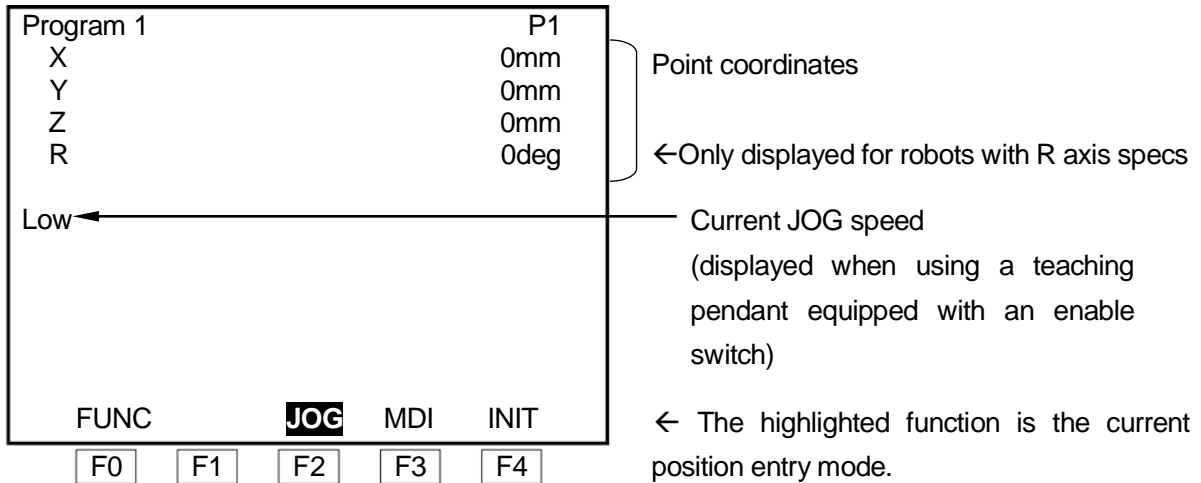 Program 1 P1
X 0mm
Y 0mm
Z 0mm
R 0deg
Point coordinates
←Only displayed for robots with R axis specs
Low
Current JOG speed
(displayed when using a teaching
pendant equipped with an enable
switch)
FUNC JOG MDI INIT
F0 F1 F2 F3 F4
← The highlighted function is the current
position entry mode.